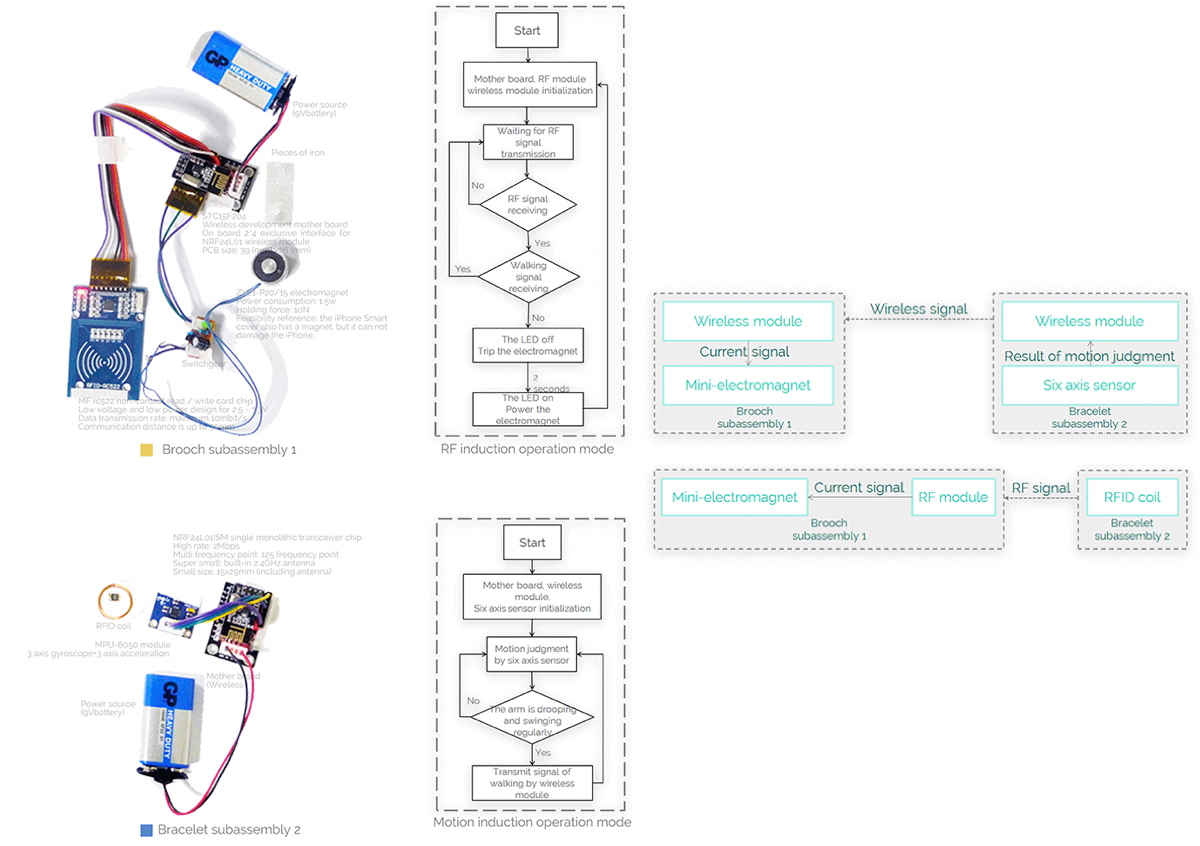 GP
HEAVY DUTY
Power source
(9Vbattery)
Pieces of iron
STC15F204
Wireless development mother board
On board 2*4 exclusive interface for
NRF24L01 wireless module
PCB size: 39 (mm) (mm)
ZYE1-P20/15 electromagnet
Power consumption: 1.5w
Holding force: 10N
Feasibility reference: the iPhone Smart
cover also has a magnet, but it can not
damage the iPhone.
Switchgear
RFID-RC522
MF rc522 non-contact read / write card chip
Low voltage and low power design for 2.5 -
Data transmission rate: maximum 10mbit/s
Communication distance is up to
Brooch subassembly 1
Start
Mother board, RF module
wireless module initialization
Waiting for RF
signal
transmission
No
RF signal
receiving
Yes
Yes
Walking
signal
receiving
No
The LED off
Trip the electromagnet
2
seconds
The LED on
Power the
electromagnet
RF induction operation mode
Wireless module
Current signal
Mini-electromagnet
Brooch
subassembly 1
Wireless signal
Wireless module
Result of motion judgment
Six axis sensor
Bracelet
subassembly 2
Mini-electromagnet
Current signal
RF module
Brooch
subassembly 1
RF signal
RFID coil
Bracelet
subassembly 2
NRF24L01ISM single monolithic transceiver chip
High rate: 2Mbps
Multi frequency point: 125 frequency point
Super small: built-in 2.4GHz antenna
Small size, 15x29mm (including antenna)
RFID coil
MPU-6050 module
3 axis gyroscope+3 axis acceleration.
Mother board
(Wireless
Power source
(9Vbattery)
GP
HEAVY DUTY
Bracelet subassembly 2
Start
Mother board, wireless
module,
Six axis sensor initialization
Motion judgment
by six axis sensor
No
The arm is drooping
and swinging
regularly
Yes
Transmit signal of
walking by wireless
module
Motion induction operation mode